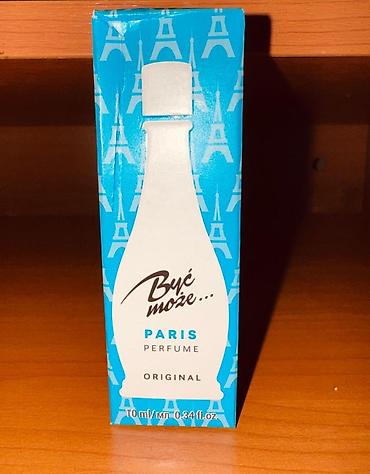 Być
może...
PARIS
PERFUME
ORIGINAL
10 ml/мл 0.34 fl.oz.